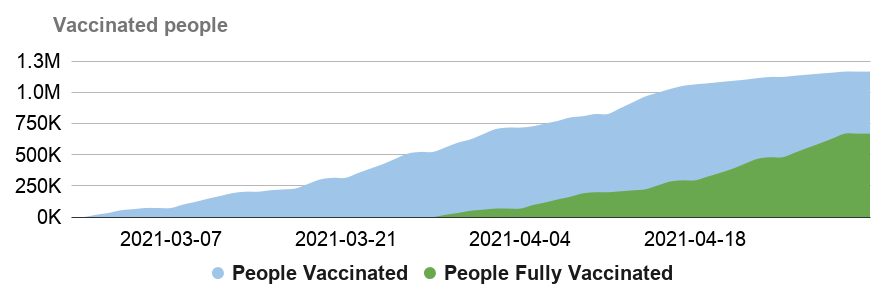 Vaccinated people
1.3M
1.0M
750K
500K
250K
0K
2021-03-07 2021-03-21 2021-04-04 2021-04-18
People Vaccinated People Fully Vaccinated